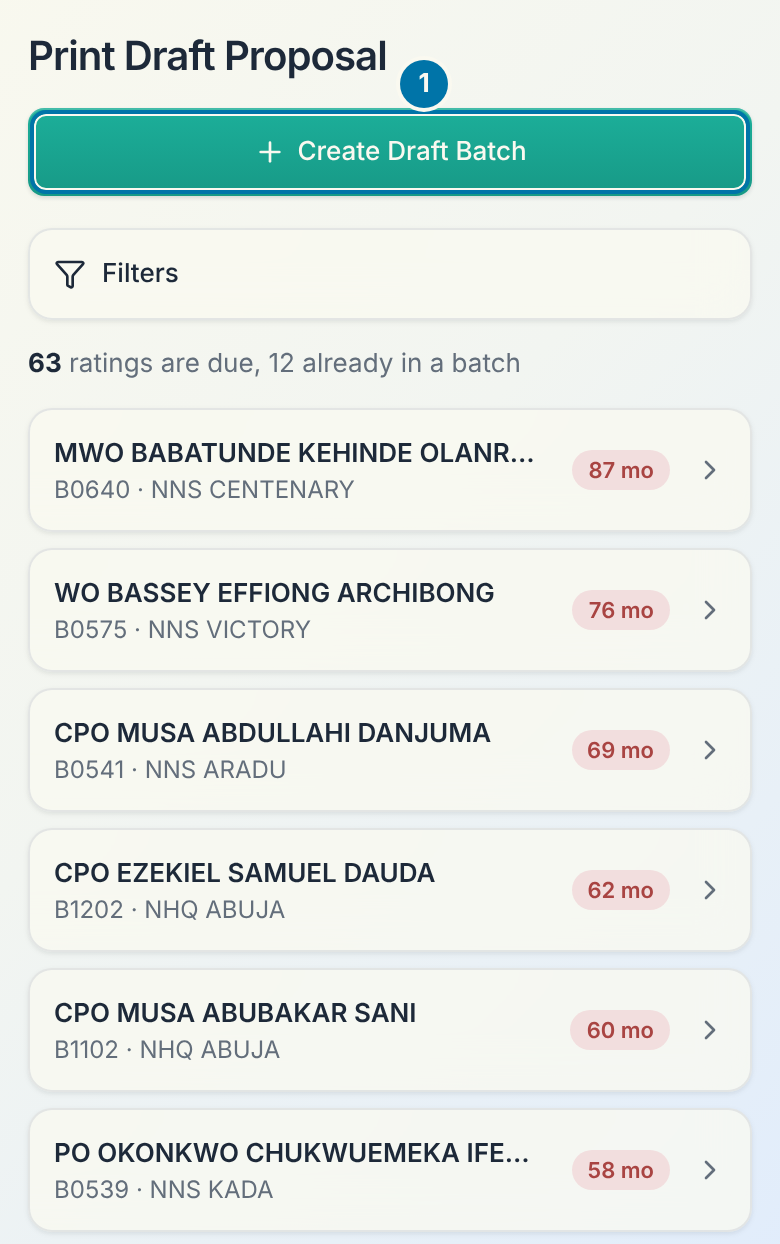 Print Draft Proposal
1
+ Create Draft Batch
Filters
63 ratings are due, 12 already in a batch
MWO BABATUNDE KEHINDE OLANR...
B0640 · NNS CENTENARY
87 mo
WO BASSEY EFFIONG ARCHIBONG
B0575 · NNS VICTORY
76 mo
CPO MUSA ABDULLAHI DANJUMA
B0541 · NNS ARADU
69 mo
CPO EZEKIEL SAMUEL DAUDA
B1202 · NHQ ABUJA
62 mo
CPO MUSA ABUBAKAR SANI
B1102 · NHQ ABUJA
60 mo
PO OKONKWO CHUKWUEMEKA IFE...
B0539 · NNS KADA
58 mo